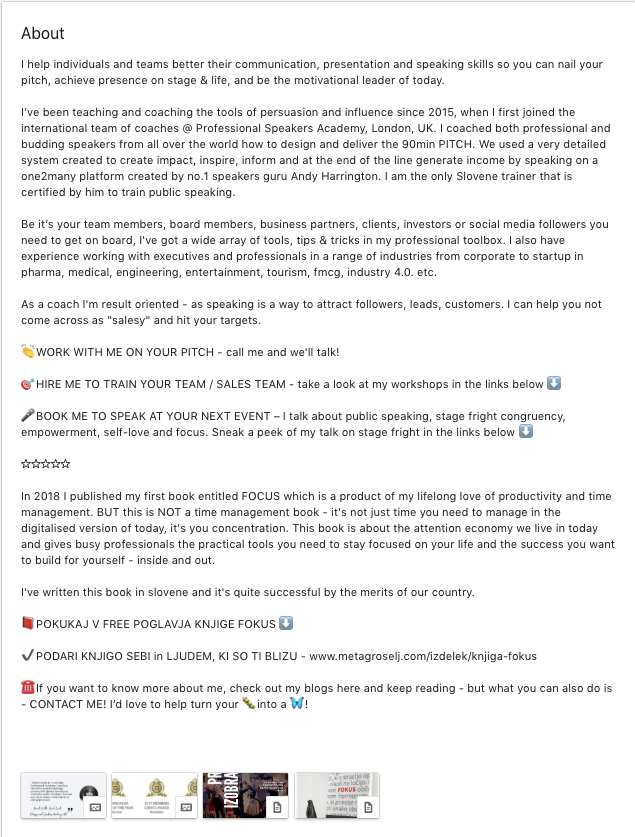 About
I help individuals and teams better their communication, presentation and speaking skills so you can nail your
pitch, achieve presence on stage & life, and be the motivational leader of today.
I've been teaching and coaching the tools of persuasion and influence since 2015, when I first joined the
international team of coaches @ Professional Speakers Academy, London, UK. I coached both professional and
budding speakers from all over the world how to design and deliver the 90min PITCH. We used a very detailed
system created to create impact, inspire, inform and at the end of the line generate income by speaking on a
one2many platform created by no.1 speakers guru Andy Harrington. I am the only Slovene trainer that is
certified by him to train public speaking.
Be it's your team members, board members, business partners, clients, investors or social media followers you
need to get on board, I've got a wide array of tools, tips & tricks in my professional toolbox. I also have
experience working with executives and professionals in a range of industries from corporate to startup in
pharma, medical, engineering, entertainment, tourism, fmcg, industry 4.0. etc.
As a coach I'm result oriented - as speaking is a way to attract followers, leads, customers. I can help you not
come across as "salesy" and hit your targets.
👏WORK WITH ME ON YOUR PITCH - call me and we'll talk!
🎯HIRE ME TO TRAIN YOUR TEAM / SALES TEAM - take a look at my workshops in the links below ⬇️
🎤BOOK ME TO SPEAK AT YOUR NEXT EVENT – I talk about public speaking, stage fright congruency,
empowerment, self-love and focus. Sneak a peek of my talk on stage fright in the links below ⬇️
☆☆☆☆☆
In 2018 I published my first book entitled FOCUS which is a product of my lifelong love of productivity and time
management. BUT this is NOT a time management book - it's not just time you need to manage in the
digitalised version of today, it's you concentration. This book is about the attention economy we live in today
and gives busy professionals the practical tools you need to stay focused on your life and the success you want
to build for yourself - inside and out.
I've written this book in slovene and it's quite successful by the merits of our country.
📕POKUKAJ V FREE POGLAVJA KNJIGE FOKUS ⬇️
✔PODARI KNJIGO SEBI in LJUDEM, KI SO TI BLIZU - www.metagroselj.com/izdelek/knjiga-fokus
☎️If you want to know more about me, check out my blogs here and keep reading - but what you can also do is
- CONTACT ME! I'd love to help turn your 🐛into a 🦋!
FOKUS